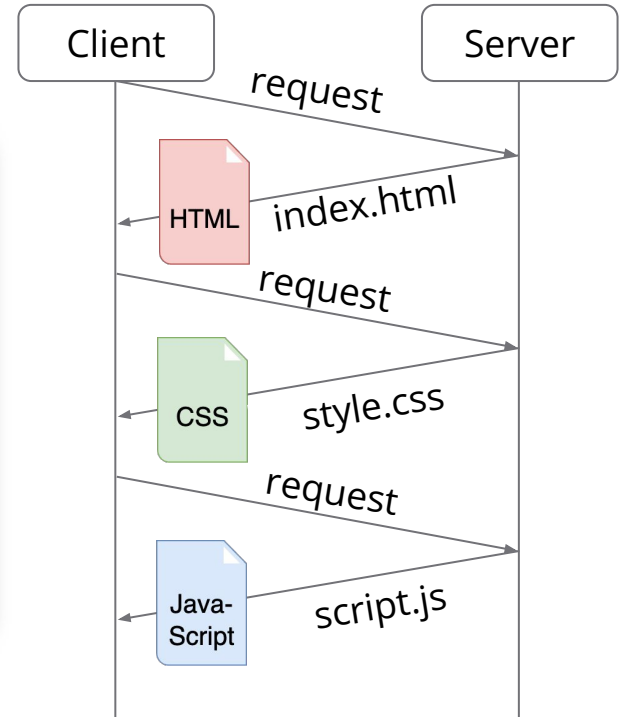 Client
Server
request
HTML
index.html
request
CSS
style.css
request
Java-
Script
script.js